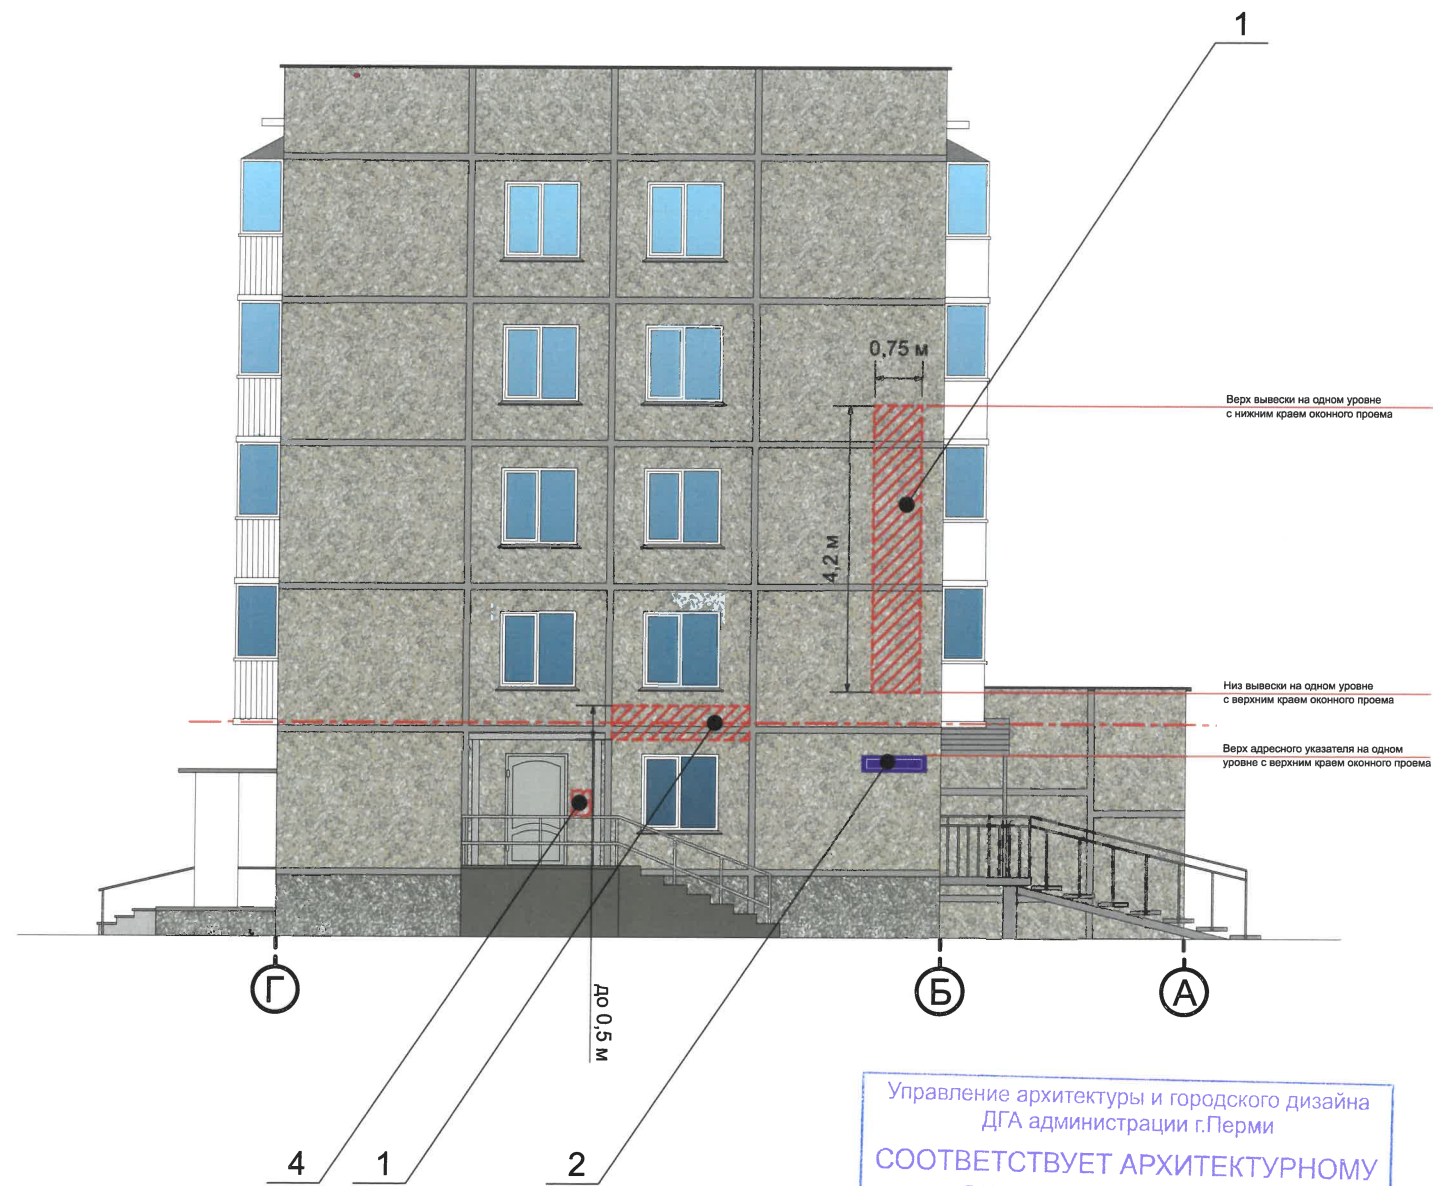 1
0,75 м
Верх вывески на одном уровне
с нижним краем оконного проема
4,2 м
Низ вывески на одном уровне
с верхним краем оконного проема
Верх адресного указателя на одном
уровне с верхним краем оконного проема
Г
Б
А
до 0,5 м
Управление архитектуры и городского дизайна
ДГА администрации г.Перми
СООТВЕТСТВУЕТ АРХИТЕКТУРНОМУ
4
1
2